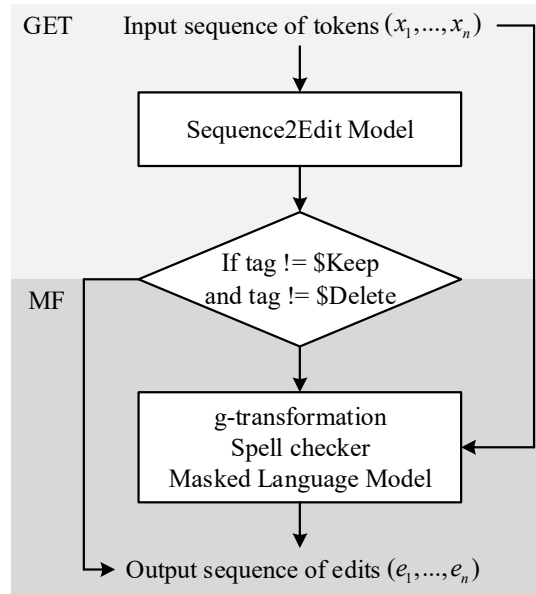 GET
Input sequence of tokens (x₁,...,xₙ)
Sequence2Edit Model
If tag != $Keep
and tag != $Delete
MF
g-transformation
Spell checker
Masked Language Model
Output sequence of edits (e₁,...,eₙ)